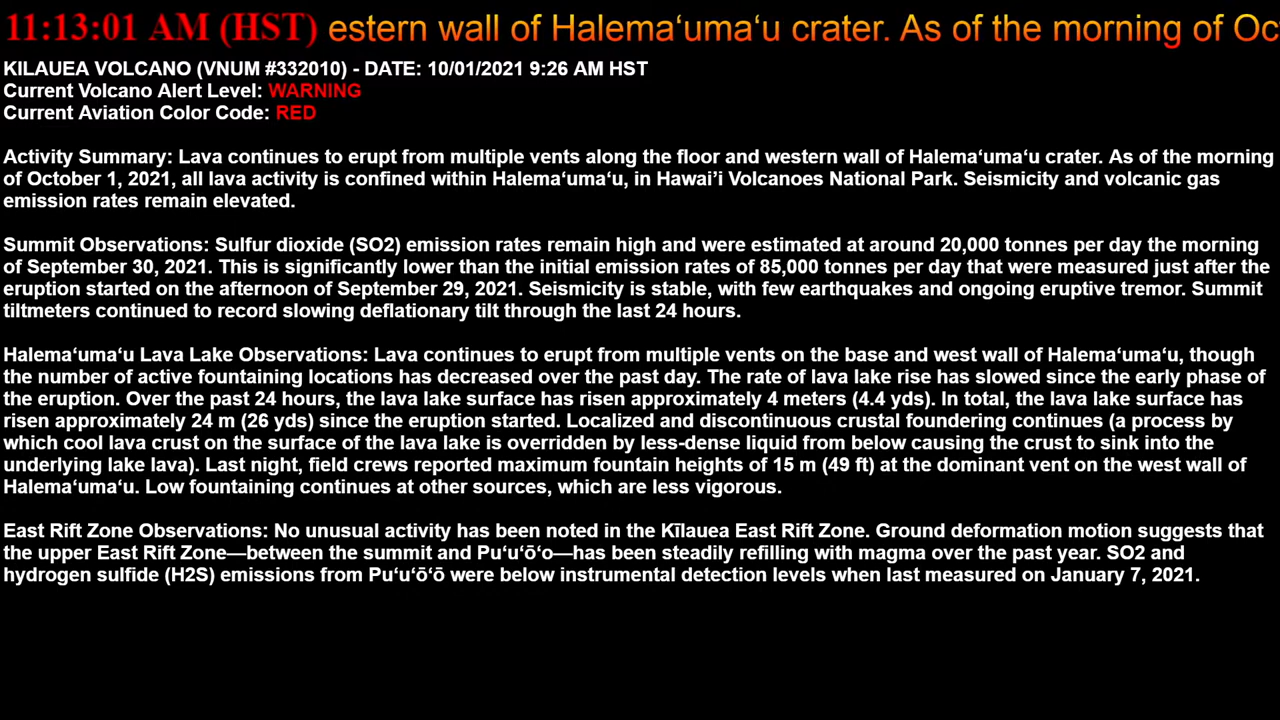 11:13:01 AM (HST) estern wall of Halemaʻumaʻu crater. As of the morning of Oc
KILAUEA VOLCANO (VNUM #332010) - DATE: 10/01/2021 9:26 AM HST
Current Volcano Alert Level: WARNING
Current Aviation Color Code: RED
Activity Summary: Lava continues to erupt from multiple vents along the floor and western wall of Halemaʻumaʻu crater. As of the morning
of October 1, 2021, all lava activity is confined within Halemaʻumaʻu, in Hawai’i Volcanoes National Park. Seismicity and volcanic gas
emission rates remain elevated.
Summit Observations: Sulfur dioxide (SO2) emission rates remain high and were estimated at around 20,000 tonnes per day the morning
of September 30, 2021. This is significantly lower than the initial emission rates of 85,000 tonnes per day that were measured just after the
eruption started on the afternoon of September 29, 2021. Seismicity is stable, with few earthquakes and ongoing eruptive tremor. Summit
tiltmeters continued to record slowing deflationary tilt through the last 24 hours.
Halemaʻumaʻu Lava Lake Observations: Lava continues to erupt from multiple vents on the base and west wall of Halemaʻumaʻu, though
the number of active fountaining locations has decreased over the past day. The rate of lava lake rise has slowed since the early phase of
the eruption. Over the past 24 hours, the lava lake surface has risen approximately 4 meters (4.4 yds). In total, the lava lake surface has
risen approximately 24 m (26 yds) since the eruption started. Localized and discontinuous crustal foundering continues (a process by
which cool lava crust on the surface of the lava lake is overridden by less-dense liquid from below causing the crust to sink into the
underlying lake lava). Last night, field crews reported maximum fountain heights of 15 m (49 ft) at the dominant vent on the west wall of
Halemaʻumaʻu. Low fountaining continues at other sources, which are less vigorous.
East Rift Zone Observations: No unusual activity has been noted in the Kīlauea East Rift Zone. Ground deformation motion suggests that
the upper East Rift Zone—between the summit and Puʻuʻōʻo—has been steadily refilling with magma over the past year. SO2 and
hydrogen sulfide (H2S) emissions from Puʻuʻōʻō were below instrumental detection levels when last measured on January 7, 2021.